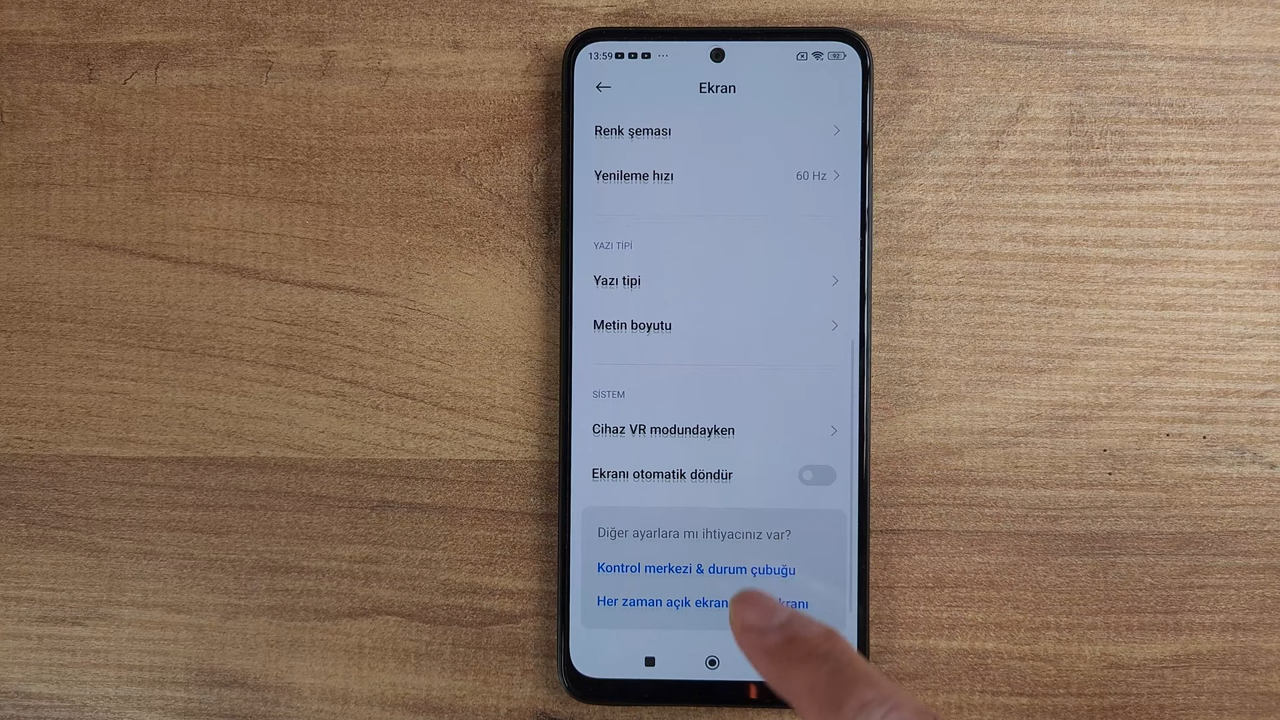 13:59
92
Ekran
Renk şeması
Yenileme hızı 60 Hz
YAZI TİPİ
Yazı tipi
Metin boyutu
SİSTEM
Cihaz VR modundayken
Ekranı otomatik döndür
Diğer ayarlara mı ihtiyacınız var?
Kontrol merkezi & durum çubuğu
Her zaman açık ekran